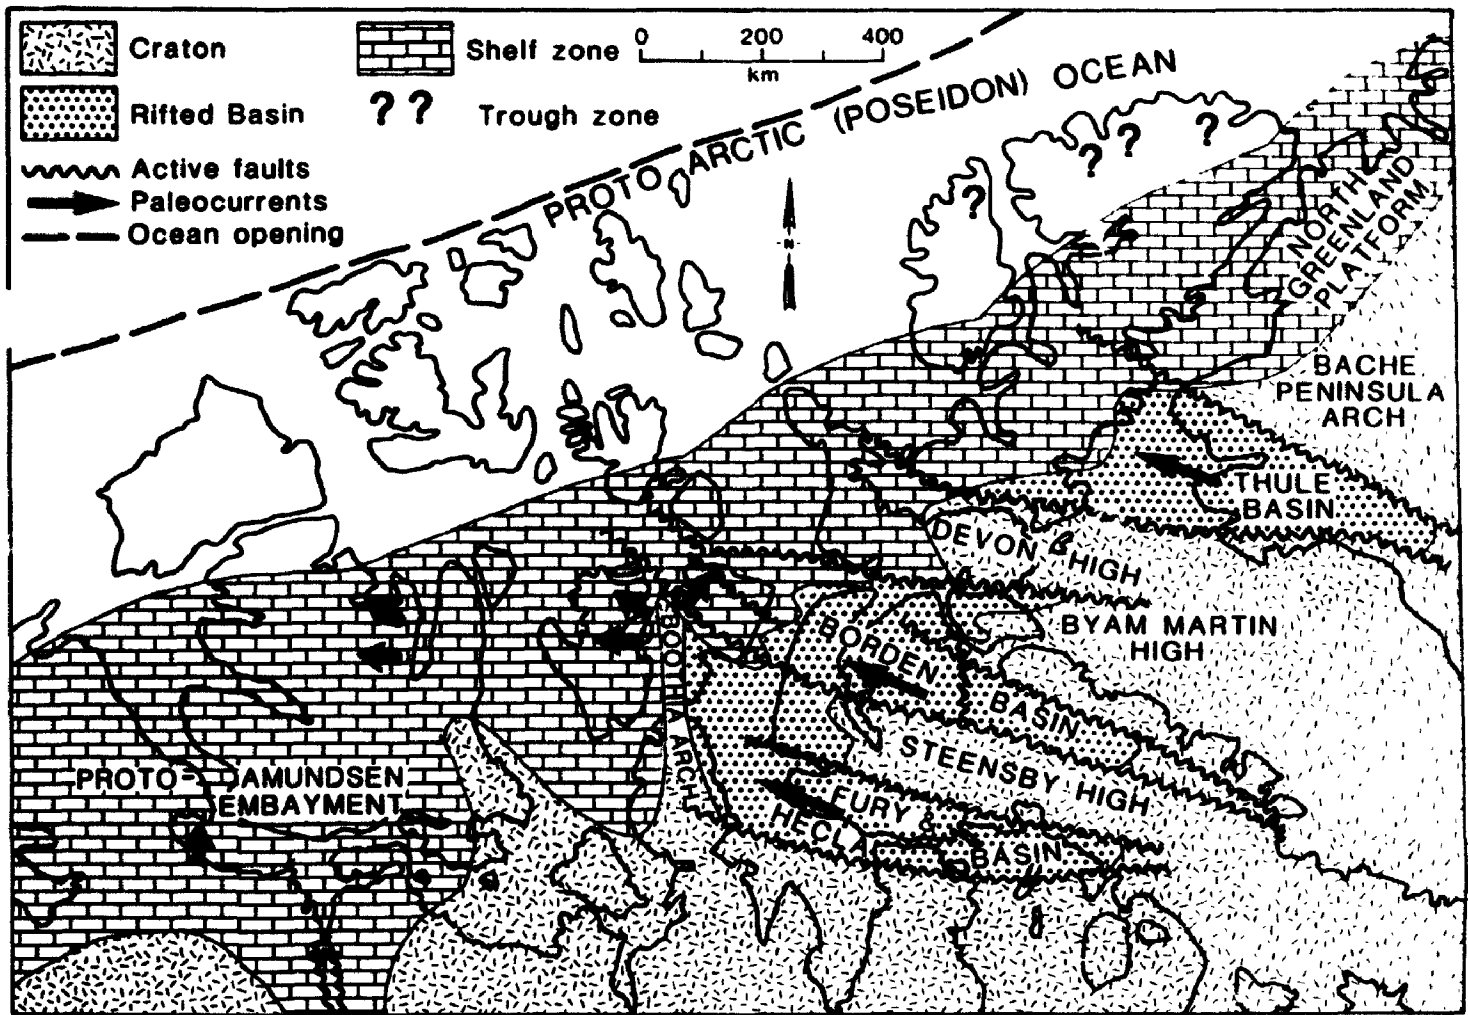 Craton
Shelf zone
0 200 400
km
Rifted Basin
? ? Trough zone
Active faults
Paleocurrents
Ocean opening
PROTO ARCTIC (POSEIDON) OCEAN
? ? ?
?
N
NORTH
GREENLAND
PLATFORM
BACHE
PENINSULA
ARCH
THULE
BASIN
DEVON HIGH
BYAM MARTIN
HIGH
BORDEN
BASIN
BOOTHIA ARCH
STEENSBY HIGH
PROTO- AMUNDSEN
EMBAYMENT
FURY &
HECLA
BASIN